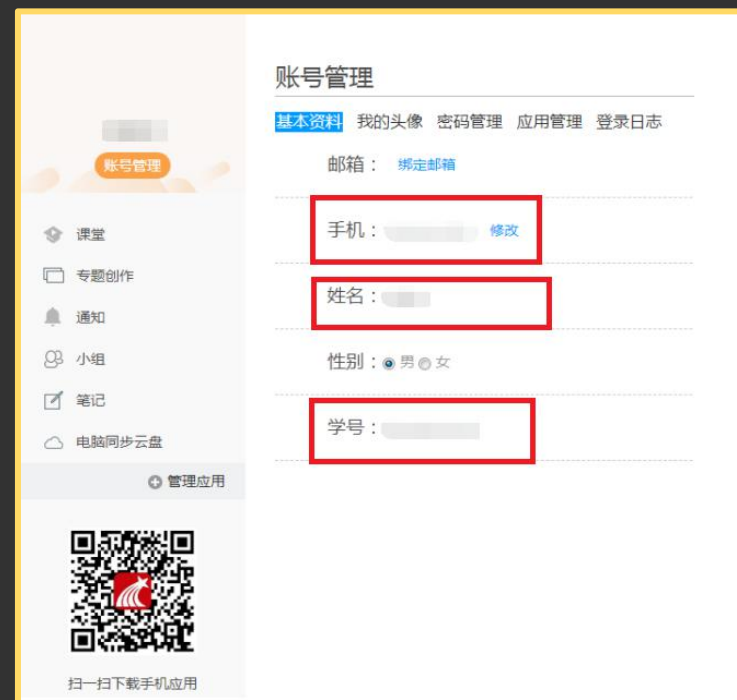 账号管理
基本资料 我的头像 密码管理 应用管理 登录日志
账号管理
邮箱： 绑定邮箱
手机： 修改
姓名：
性别： 男 女
学号：
课堂
专题创作
通知
小组
笔记
电脑同步云盘
管理应用
扫一扫下载手机应用